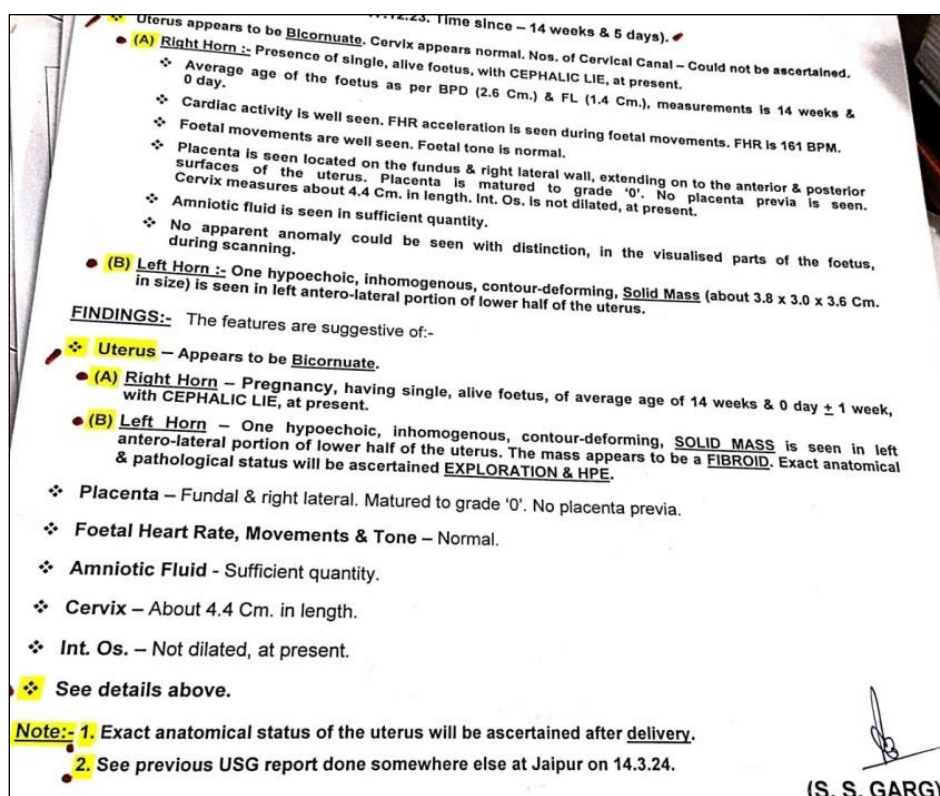 12.23. Time since – 14 weeks & 5 days).
❖ Uterus appears to be Bicornuate. Cervix appears normal. Nos. of Cervical Canal – Could not be ascertained.
(A) Right Horn :- Presence of single, alive foetus, with CEPHALIC LIE, at present.
❖ Average age of the foetus as per BPD (2.6 Cm.) & FL (1.4 Cm.), measurements is 14 weeks &
0 day.
❖ Cardiac activity is well seen. FHR acceleration is seen during foetal movements. FHR is 161 BPM.
❖ Foetal movements are well seen. Foetal tone is normal.
❖ Placenta is seen located on the fundus & right lateral wall, extending on to the anterior & posterior
surfaces of the uterus. Placenta is matured to grade '0'. No placenta previa is seen.
Cervix measures about 4.4 Cm. in length. Int. Os. is not dilated, at present.
❖ Amniotic fluid is seen in sufficient quantity.
❖ No apparent anomaly could be seen with distinction, in the visualised parts of the foetus,
during scanning.
(B) Left Horn :- One hypoechoic, inhomogenous, contour-deforming, Solid Mass (about 3.8 x 3.0 x 3.6 Cm.
in size) is seen in left antero-lateral portion of lower half of the uterus.
FINDINGS:- The features are suggestive of:-
❖ Uterus – Appears to be Bicornuate.
(A) Right Horn – Pregnancy, having single, alive foetus, of average age of 14 weeks & 0 day ± 1 week,
with CEPHALIC LIE, at present.
(B) Left Horn – One hypoechoic, inhomogenous, contour-deforming, SOLID MASS is seen in left
antero-lateral portion of lower half of the uterus. The mass appears to be a FIBROID. Exact anatomical
& pathological status will be ascertained EXPLORATION & HPE.
❖ Placenta – Fundal & right lateral. Matured to grade '0'. No placenta previa.
❖ Foetal Heart Rate, Movements & Tone – Normal.
❖ Amniotic Fluid - Sufficient quantity.
❖ Cervix – About 4.4 Cm. in length.
❖ Int. Os. – Not dilated, at present.
❖ See details above.
Note:- 1. Exact anatomical status of the uterus will be ascertained after delivery.
2. See previous USG report done somewhere else at Jaipur on 14.3.24.
(S. S. GARG)